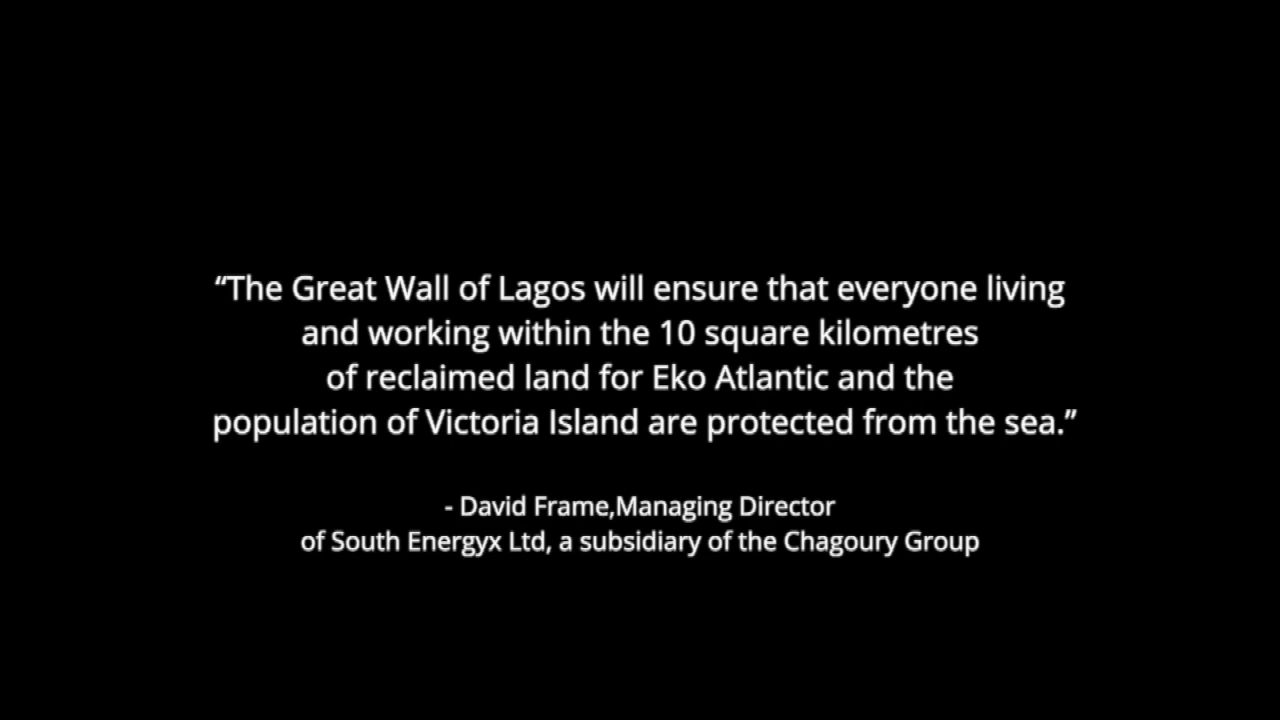 “The Great Wall of Lagos will ensure that everyone living
and working within the 10 square kilometres
of reclaimed land for Eko Atlantic and the
population of Victoria Island are protected from the sea.”
- David Frame,Managing Director
of South Energyx Ltd, a subsidiary of the Chagoury Group